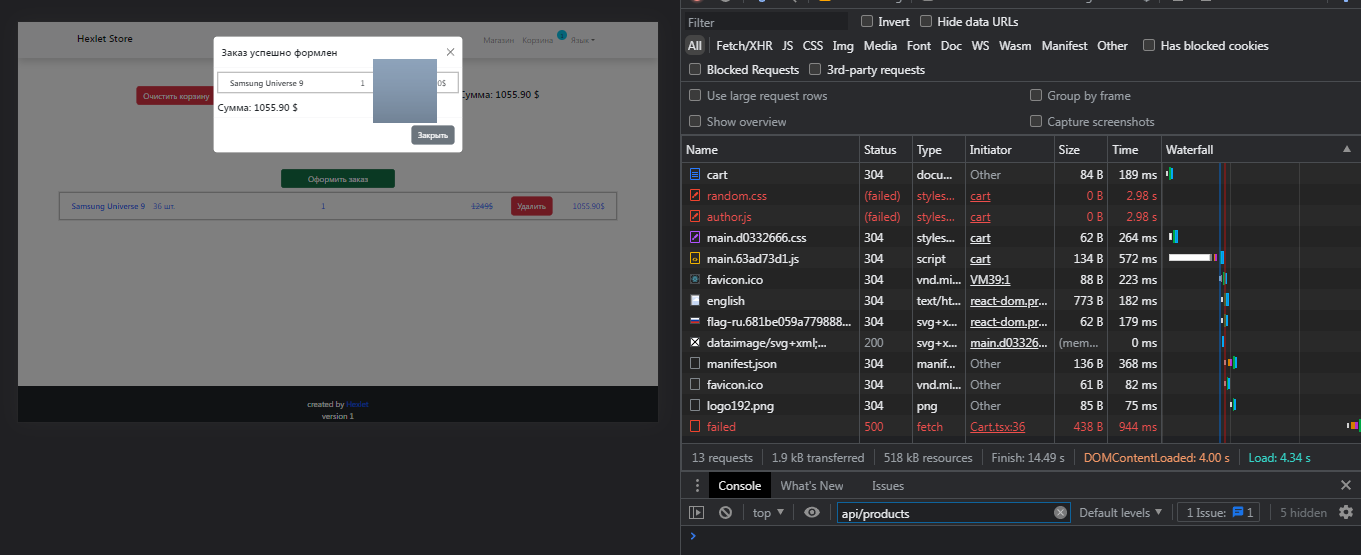 Hexlet Store
Магазин Корзина 1 Язык
Заказ успешно формлен
Samsung Universe 9 1 0$
Сумма: 1055.90 $
Закрыть
Очистить корзину
Сумма: 1055.90 $
Оформить заказ
Samsung Universe 9 36 шт. 1 1249$ Удалить 1055.90$
created by Hexlet
version 1
Filter Invert Hide data URLs
All Fetch/XHR JS CSS Img Media Font Doc WS Wasm Manifest Other Has blocked cookies
Blocked Requests 3rd-party requests
Use large request rows Group by frame
Show overview Capture screenshots
Name Status Type Initiator Size Time Waterfall
cart 304 docu... Other 84 B 189 ms
random.css (failed) styles... cart 0 B 2.98 s
author.js (failed) styles... cart 0 B 2.98 s
main.d0332666.css 304 styles... cart 62 B 264 ms
main.63ad73d1.js 304 script cart 134 B 572 ms
favicon.ico 304 vnd.mi... VM39:1 88 B 223 ms
english 304 text/ht... react-dom.pr... 773 B 182 ms
flag-ru.681be059a779888... 304 svg+x... react-dom.pr... 62 B 179 ms
data:image/svg+xml;... 200 svg+x... main.d03326... (mem... 0 ms
manifest.json 304 manif... Other 136 B 368 ms
favicon.ico 304 vnd.mi... Other 61 B 82 ms
logo192.png 304 png Other 85 B 75 ms
failed 500 fetch Cart.tsx:36 438 B 944 ms
13 requests 1.9 kB transferred 518 kB resources Finish: 14.49 s DOMContentLoaded: 4.00 s Load: 4.34 s
Console What's New Issues
top api/products Default levels 1 Issue: 1 5 hidden